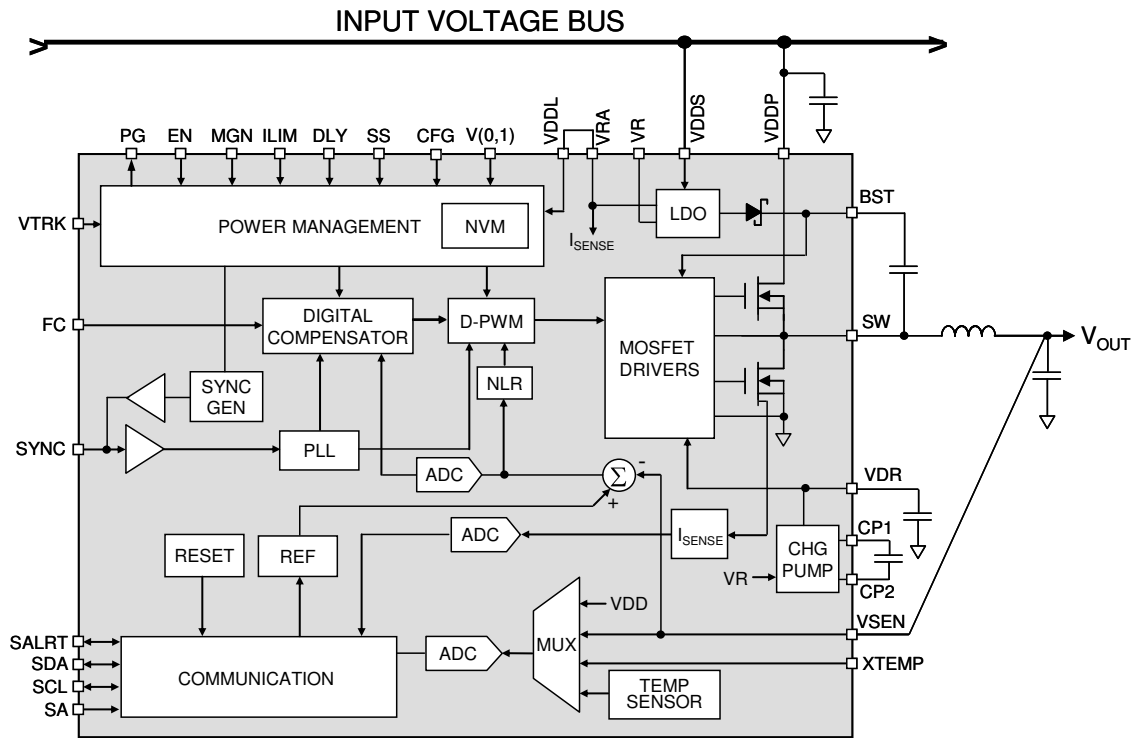 INPUT VOLTAGE BUS
PG EN MGN ILIM DLY SS CFG V(0,1) VDDL VRA VR VDDS VDDP
VTRK
POWER MANAGEMENT
NVM
LDO
BST
ISENSE
FC
DIGITAL
COMPENSATOR
D-PWM
MOSFET
DRIVERS
SW
VOUT
SYNC
GEN
NLR
SYNC
PLL
ADC
Σ
-
+
VDR
RESET
REF
ADC
ISENSE
CHG
PUMP
VR
CP1
CP2
VDD
VSEN
SALRT
SDA
SCL
SA
COMMUNICATION
ADC
MUX
XTEMP
TEMP
SENSOR